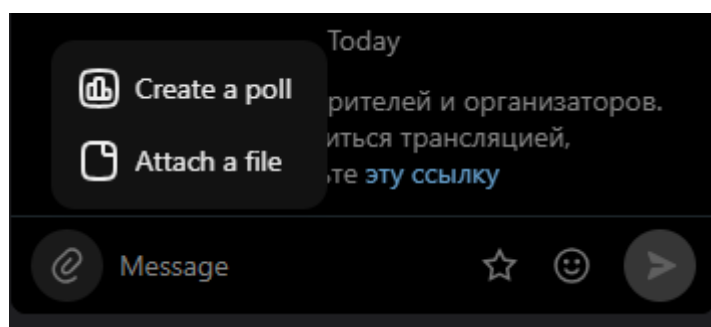 Today
Create a poll
рителей и организаторов.
иться трансляцией,
Attach a file
те эту ссылку
Message